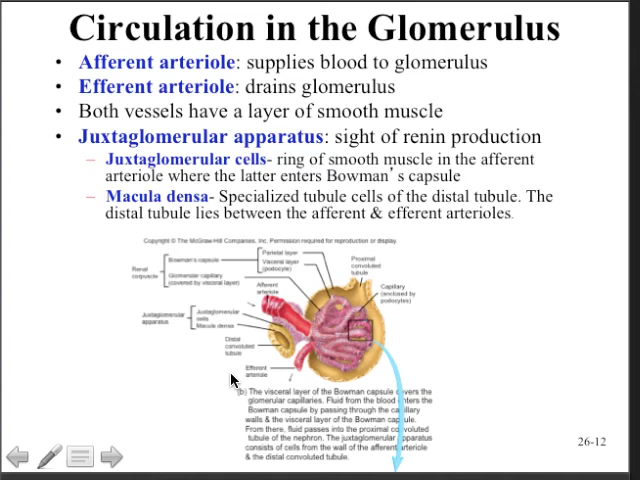 Circulation in the Glomerulus
• Afferent arteriole: supplies blood to glomerulus
• Efferent arteriole: drains glomerulus
• Both vessels have a layer of smooth muscle
• Juxtaglomerular apparatus: sight of renin production
– Juxtaglomerular cells- ring of smooth muscle in the afferent
arteriole where the latter enters Bowman's capsule
– Macula densa- Specialized tubule cells of the distal tubule. The
distal tubule lies between the afferent & efferent arterioles.
Copyright © The McGraw-Hill Companies, Inc. Permission required for reproduction or display.
Renal
corpuscle
Bowman's capsule
Parietal layer
Visceral layer
(podocyte)
Glomerular capillary
(covered by visceral layer)
Proximal
convoluted
tubule
Afferent
arteriole
Capillary
(enclosed by
podocytes)
Juxtaglomerular
apparatus
Juxtaglomerular
cells
Macula densa
Distal
convoluted
tubule
Efferent
arteriole
(b) The visceral layer of the Bowman capsule covers the
glomerular capillaries. Fluid from the blood enters the
Bowman capsule by passing through the capillary
walls & the visceral layer of the Bowman capsule.
From there, fluid passes into the proximal convoluted
tubule of the nephron. The juxtaglomerular apparatus
consists of cells from the wall of the afferent arteriole
& the distal convoluted tubule.
26-12